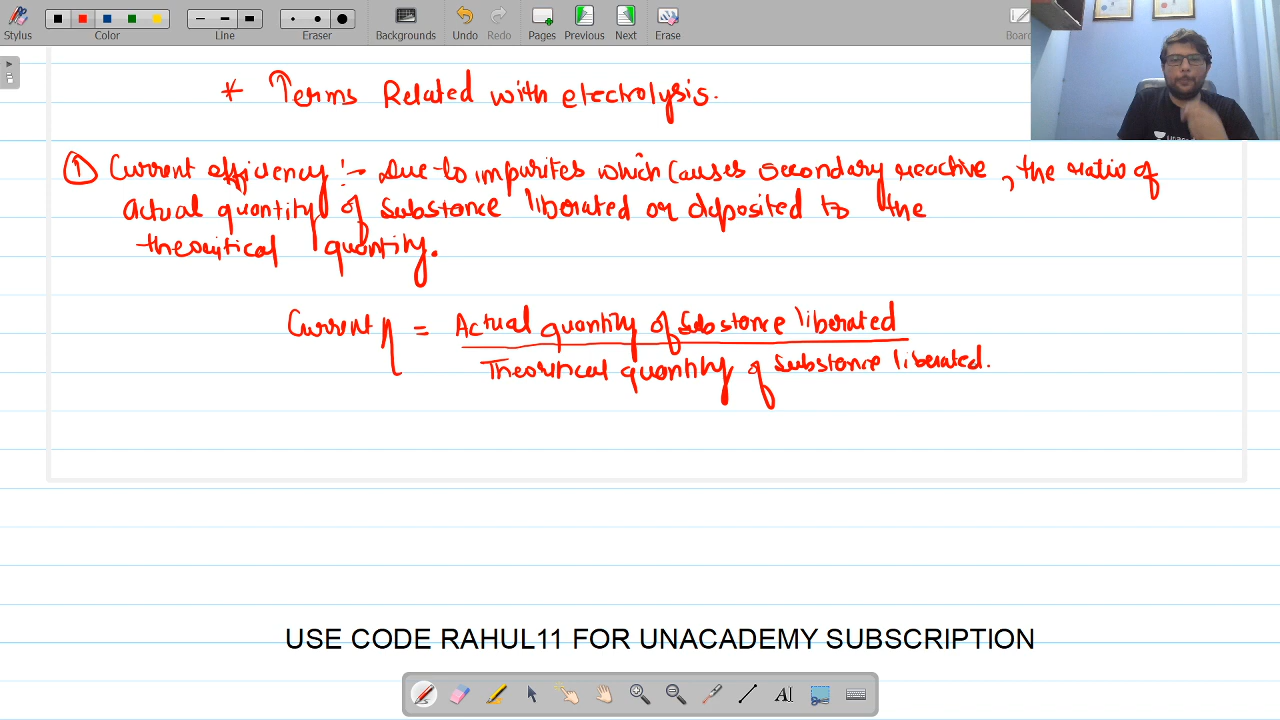 Stylus
Color
Line
Eraser
Backgrounds
Undo
Redo
Pages
Previous
Next
Erase
Board
* Terms Related with electrolysis.
① Current efficiency :- Due to impurites which causes secondary reactive, the ratio of
actual quantity of substance liberated or deposited to the
theoritical quantity.
Current η = Actual quantity of substance liberated
Theoritical quantity of substance liberated.
USE CODE RAHUL11 FOR UNACADEMY SUBSCRIPTION